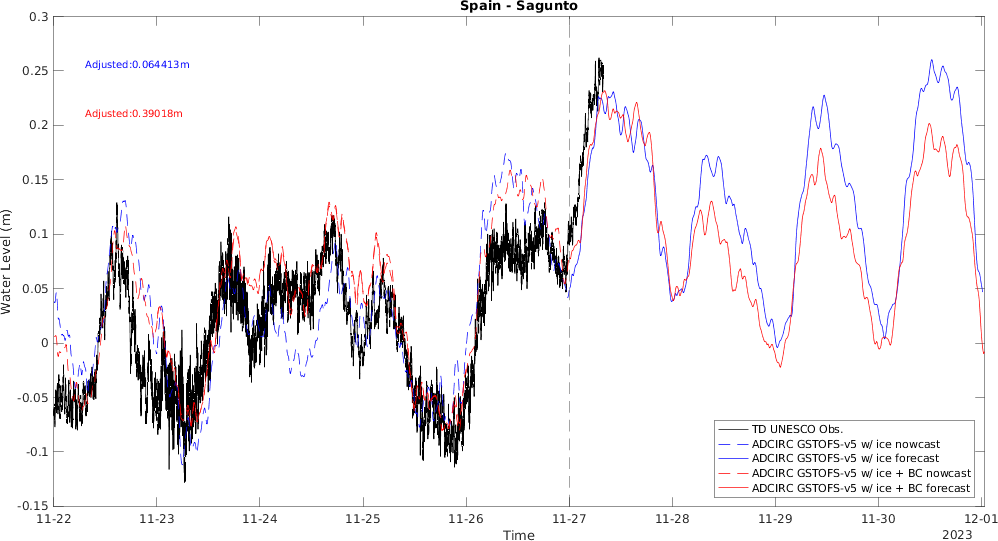 Spain - Sagunto
0.3
0.25
0.2
0.15
0.1
0.05
0
-0.05
-0.1
-0.15
Water Level (m)
Adjusted:0.064413m
Adjusted:0.39018m
TD UNESCO Obs.
ADCIRC GSTOFS-v5 w/ ice nowcast
ADCIRC GSTOFS-v5 w/ ice forecast
ADCIRC GSTOFS-v5 w/ ice + BC nowcast
ADCIRC GSTOFS-v5 w/ ice + BC forecast
11-22 11-23 11-24 11-25 11-26 11-27 11-28 11-29 11-30 12-01
Time
2023